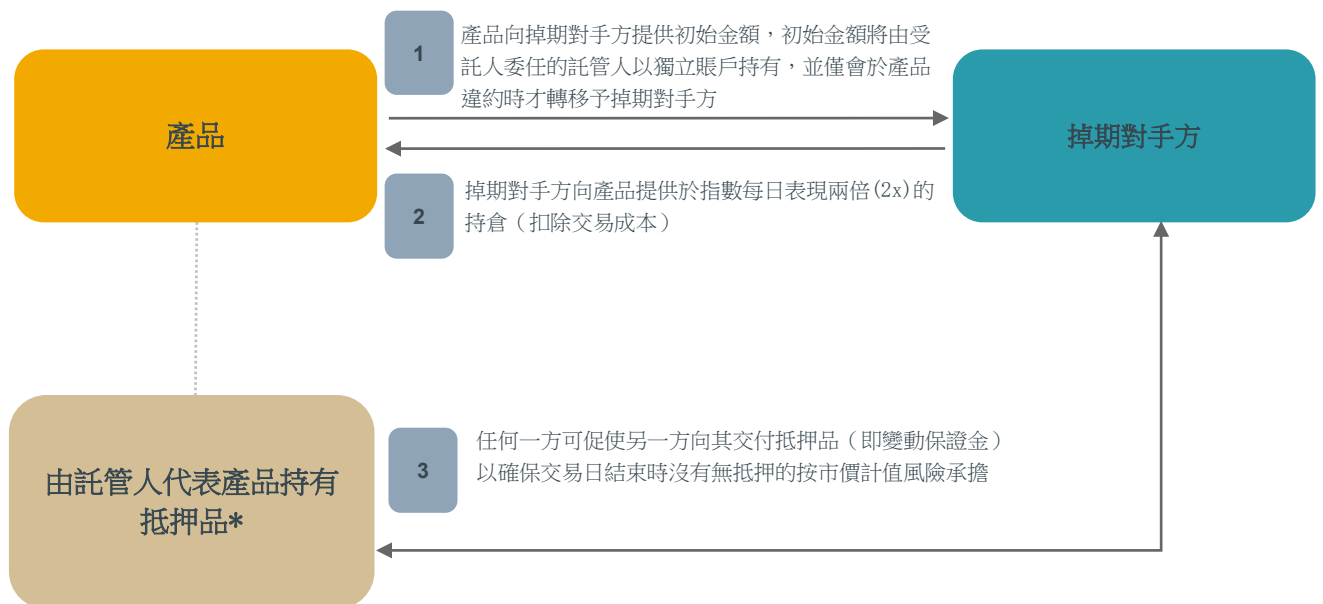 1
產品向掉期對手方提供初始金額，初始金額將由受
託人委任的託管人以獨立賬戶持有，並僅會於產品
違約時才轉移予掉期對手方
產品
掉期對手方
2
掉期對手方向產品提供於指數每日表現兩倍(2x)的
持倉（扣除交易成本）
3
任何一方可促使另一方向其交付抵押品（即變動保證金）
以確保交易日結束時沒有無抵押的按市價計值風險承擔
由託管人代表產品持有
抵押品*